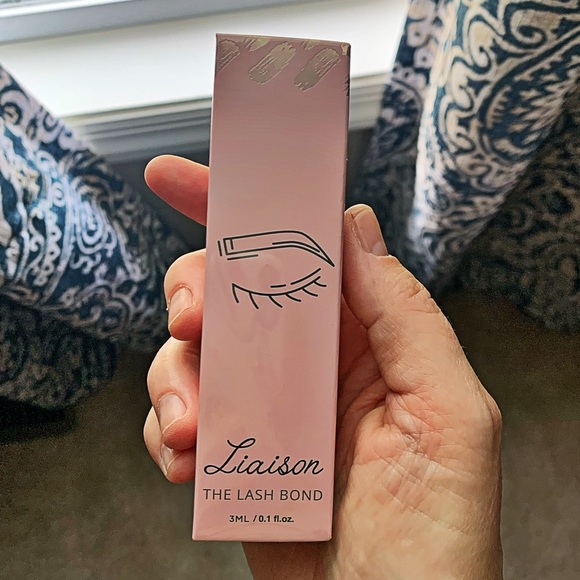 Liaison
THE LASH BOND
3ML / 0.1 fl.oz.